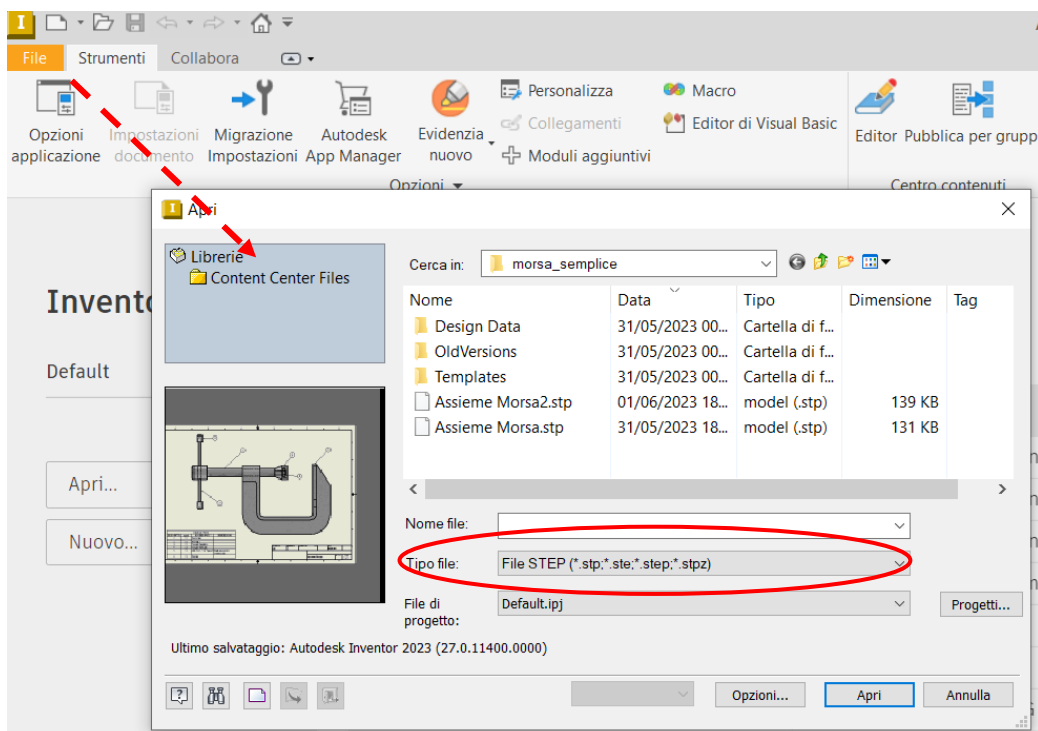 File Strumenti Collabora
Personalizza Macro
Collegamenti Editor di Visual Basic
Moduli aggiuntivi
Opzioni applicazione
Impostazioni documento
Migrazione Impostazioni
Autodesk App Manager
Evidenzia nuovo
Editor
Pubblica per grupp
Opzioni
Centro contenuti
Apri
Librerie
Content Center Files
Cerca in: morsa_semplice
Nome Data Tipo Dimensione Tag
Design Data 31/05/2023 00... Cartella di f...
OldVersions 31/05/2023 00... Cartella di f...
Templates 31/05/2023 00... Cartella di f...
Assieme Morsa2.stp 01/06/2023 18... model (.stp) 139 KB
Assieme Morsa.stp 31/05/2023 18... model (.stp) 131 KB
Invento
Default
Apri...
Nuovo...
Nome file:
Tipo file: File STEP (*.stp;*.ste;*.step;*.stpz)
File di progetto: Default.ipj Progetti...
Ultimo salvataggio: Autodesk Inventor 2023 (27.0.11400.0000)
Opzioni... Apri Annulla